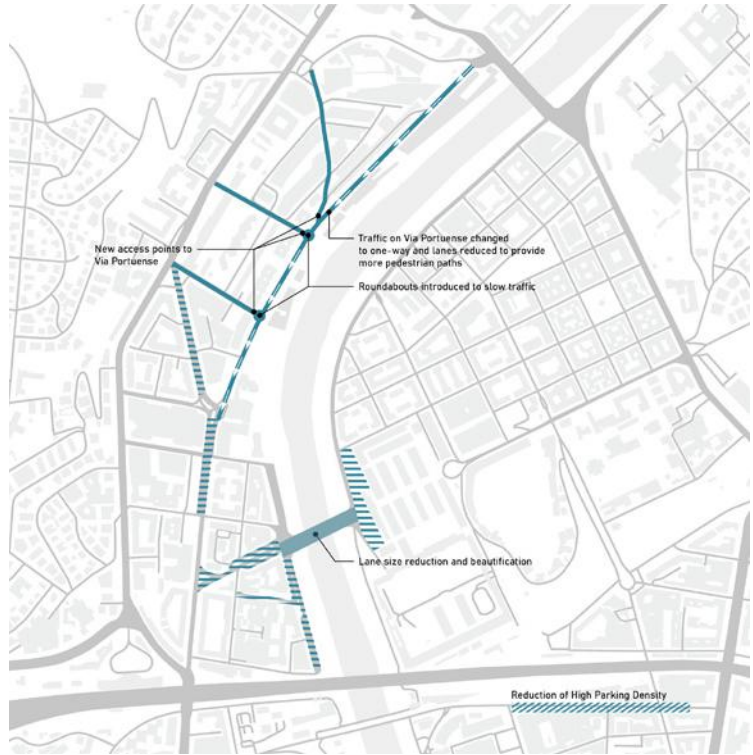 New access points to
Via Portuense
Traffic on Via Portuense changed
to one-way and lanes reduced to provide
more pedestrian paths
Roundabouts introduced to slow traffic
Lane size reduction and beautification
Reduction of High Parking Density